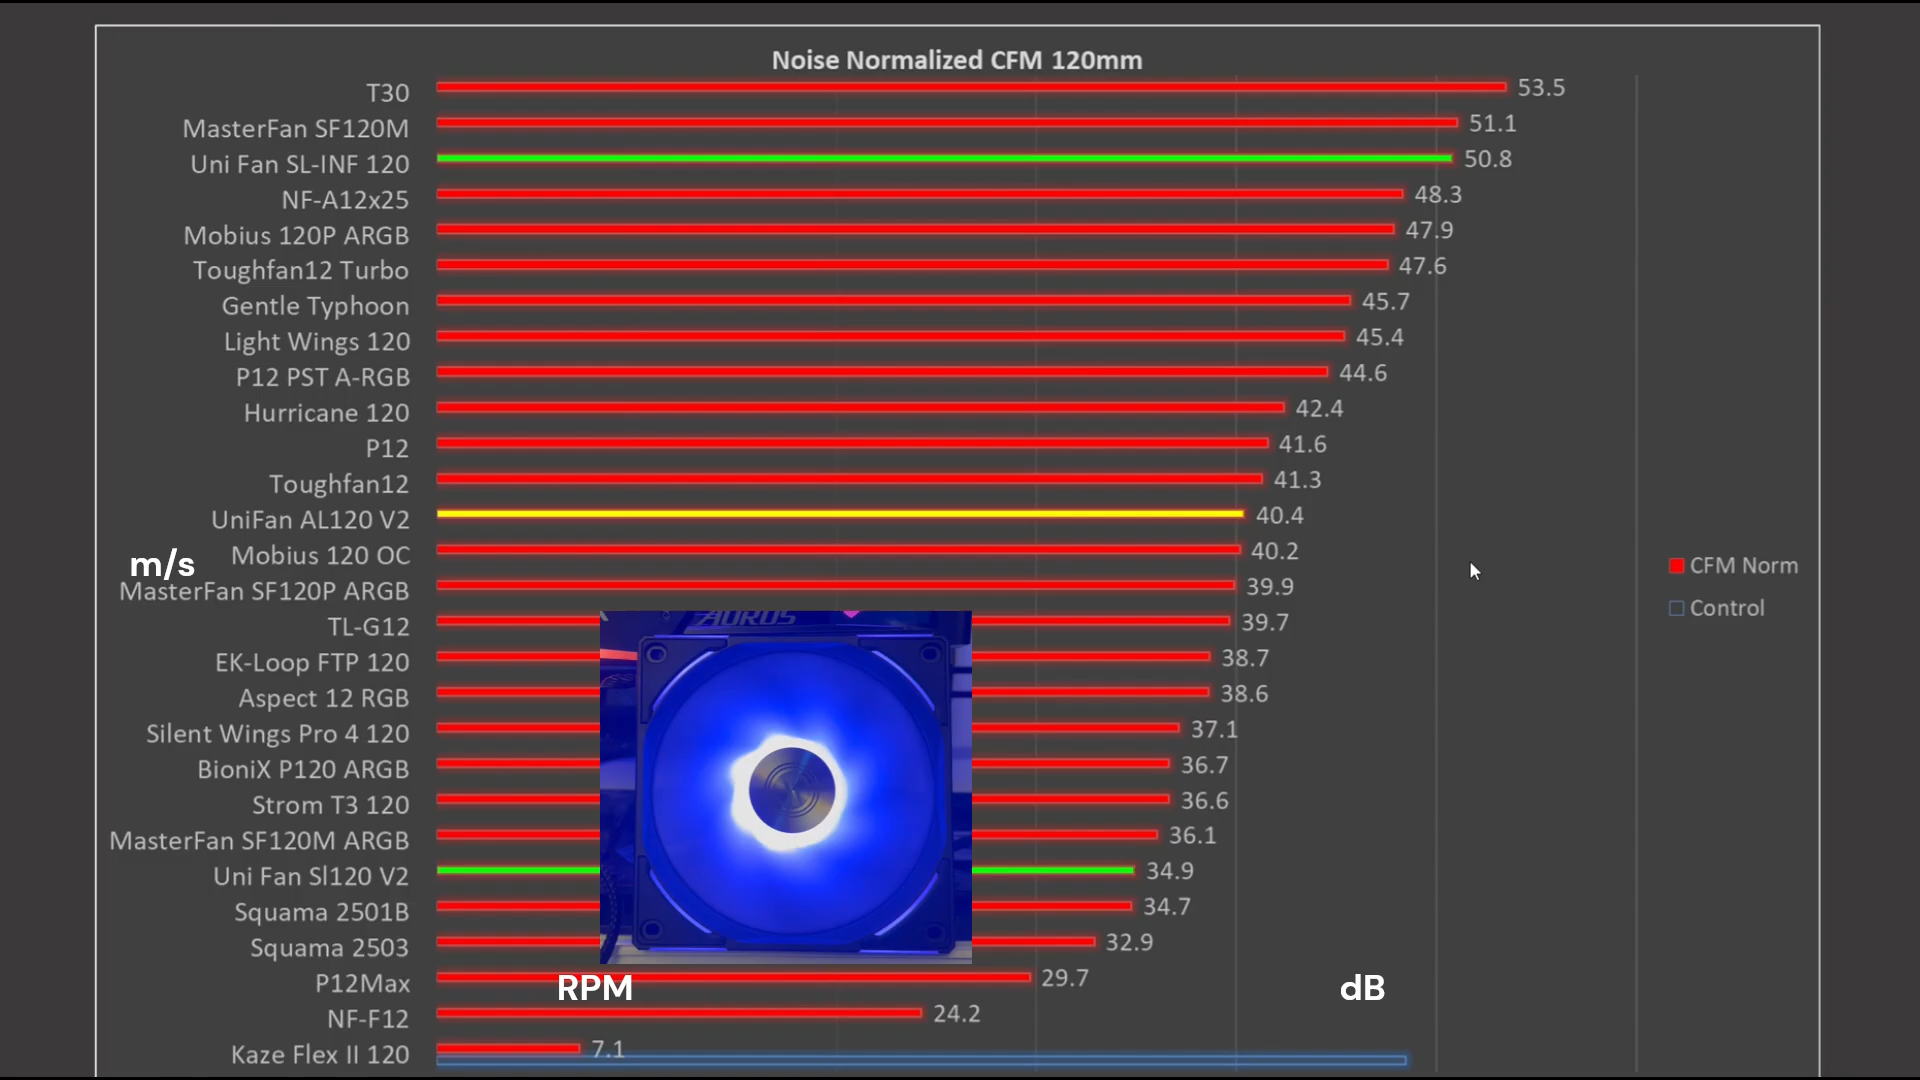 Noise Normalized CFM 120mm
T30 53.5
MasterFan SF120M 51.1
Uni Fan SL-INF 120 50.8
NF-A12x25 48.3
Mobius 120P ARGB 47.9
Toughfan12 Turbo 47.6
Gentle Typhoon 45.7
Light Wings 120 45.4
P12 PST A-RGB 44.6
Hurricane 120 42.4
P12 41.6
Toughfan12 41.3
UniFan AL120 V2 40.4
Mobius 120 OC 40.2
m/s
MasterFan SF120P ARGB 39.9
TL-G12 39.7
EK-Loop FTP 120 38.7
Aspect 12 RGB 38.6
Silent Wings Pro 4 120 37.1
BioniX P120 ARGB 36.7
Strom T3 120 36.6
MasterFan SF120M ARGB 36.1
Uni Fan Sl120 V2 34.9
Squama 2501B 34.7
Squama 2503 32.9
P12Max 29.7
NF-F12 24.2
Kaze Flex II 120 7.1
CFM Norm
Control
AORUS
RPM
dB